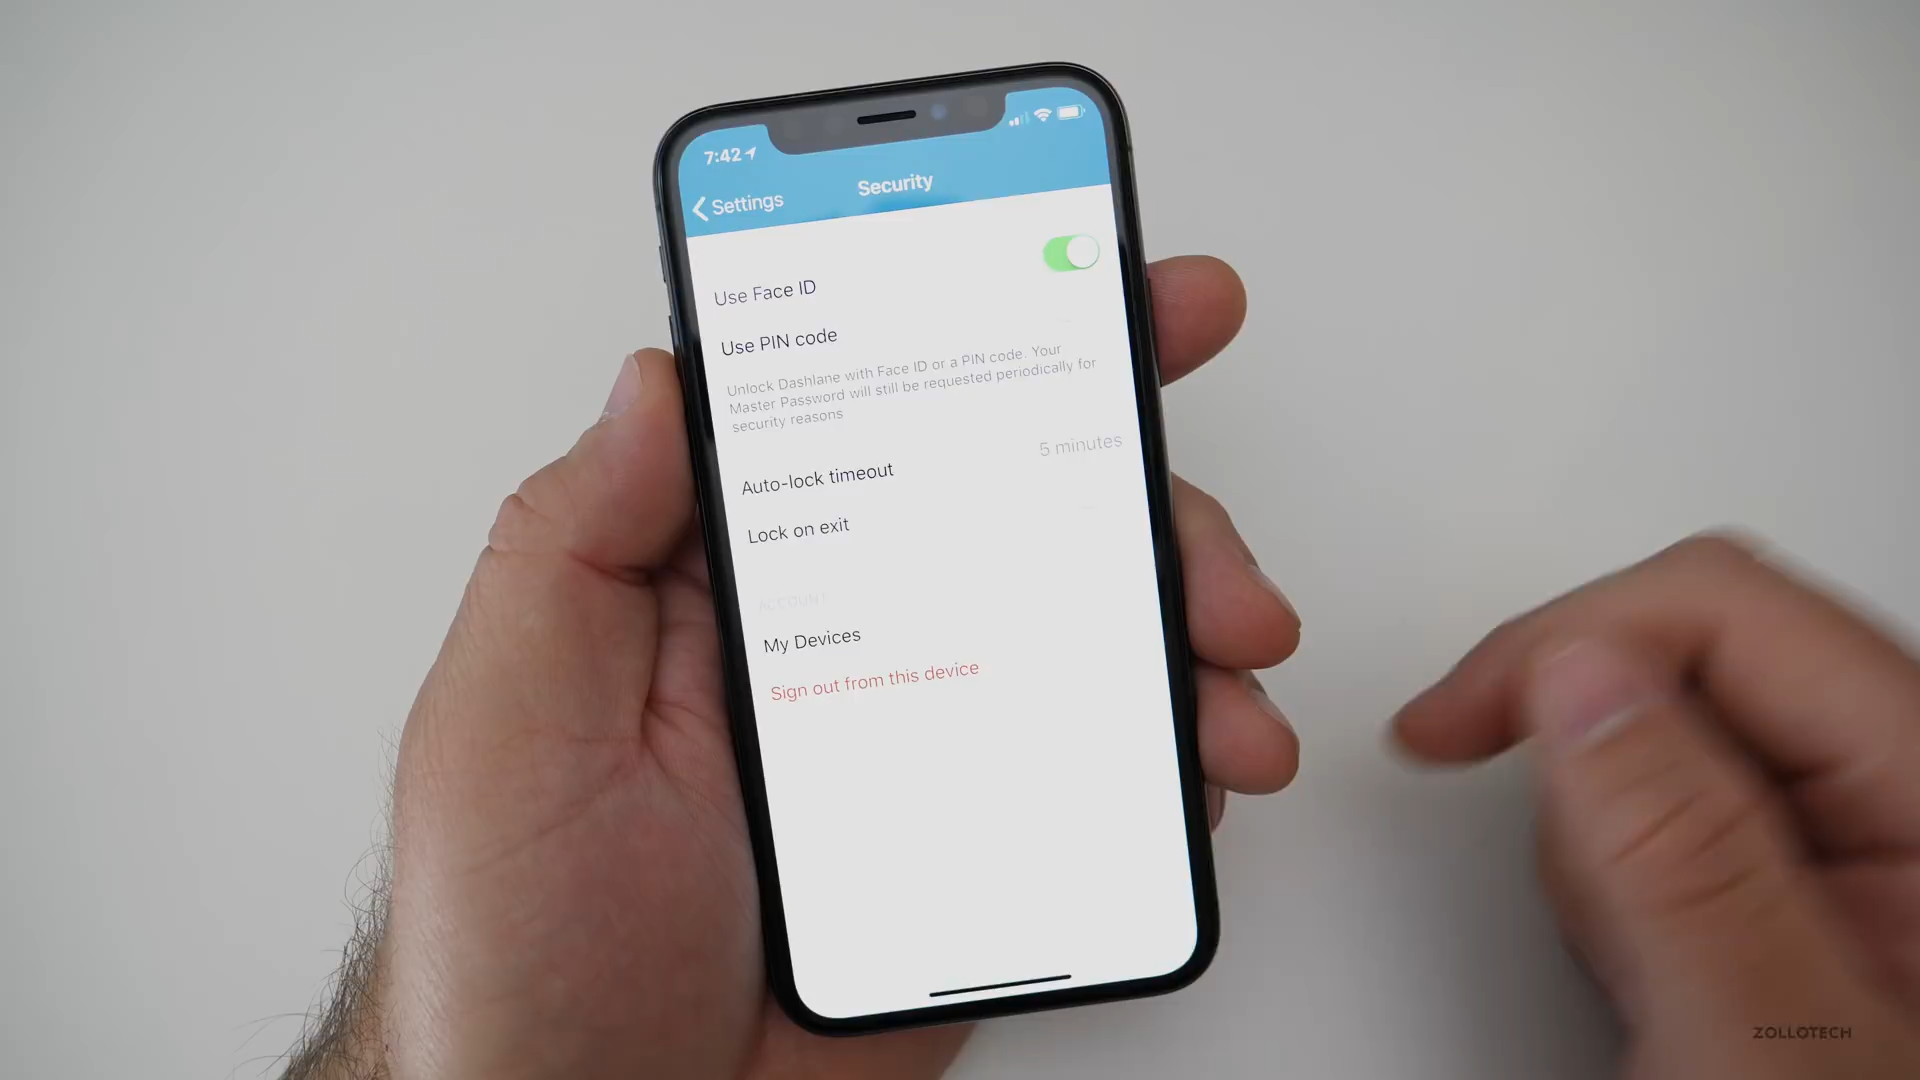 7:42
Settings
Security
Use Face ID
Use PIN code
Unlock Dashlane with Face ID or a PIN code. Your
Master Password will still be requested periodically for
security reasons
Auto-lock timeout
5 minutes
Lock on exit
ACCOUNT
My Devices
Sign out from this device
ZOLLOTECH